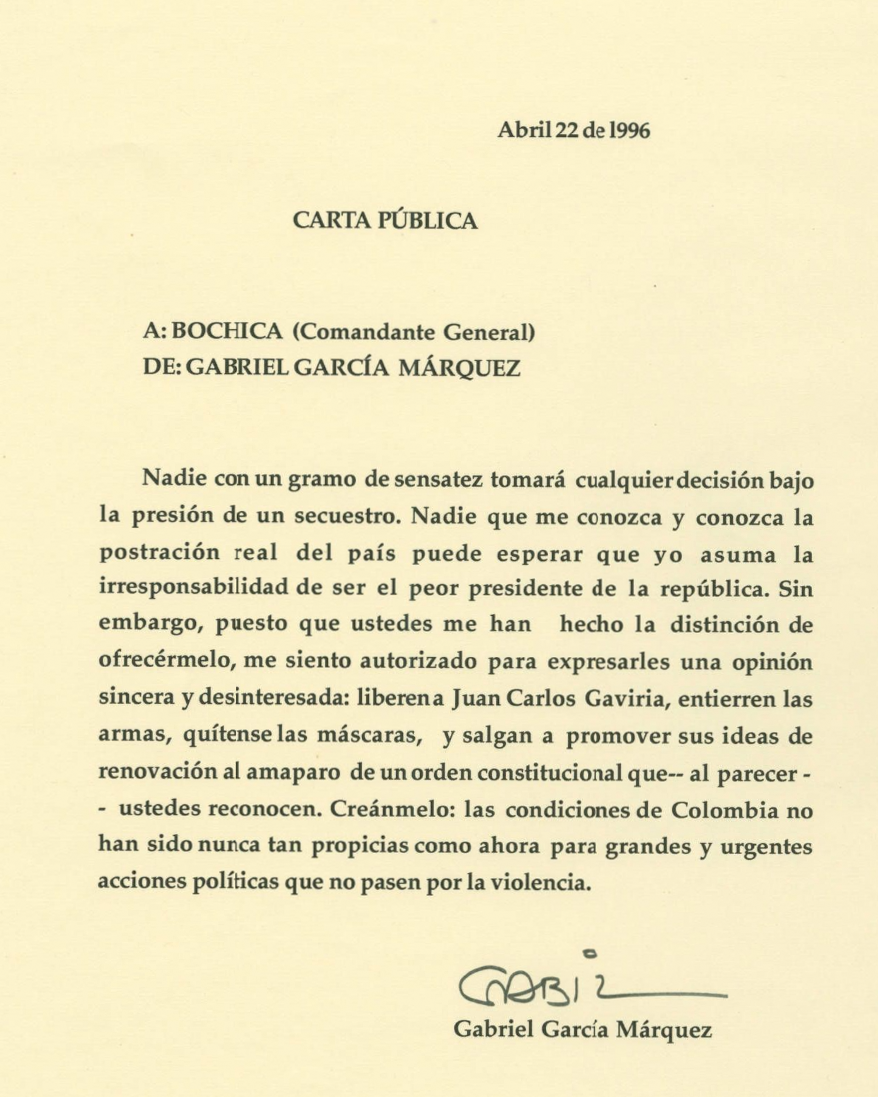 Abril 22 de 1996
CARTA PÚBLICA
A: BOCHICA (Comandante General)
DE: GABRIEL GARCÍA MÁRQUEZ
Nadie con un gramo de sensatez tomará cualquier decisión bajo
la presión de un secuestro. Nadie que me conozca y conozca la
postración real del país puede esperar que yo asuma la
irresponsabilidad de ser el peor presidente de la república. Sin
embargo, puesto que ustedes me han hecho la distinción de
ofrecérmelo, me siento autorizado para expresarles una opinión
sincera y desinteresada: liberen a Juan Carlos Gaviria, entierren las
armas, quítense las máscaras, y salgan a promover sus ideas de
renovación al amaparo de un orden constitucional que-- al parecer -
- ustedes reconocen. Creánmelo: las condiciones de Colombia no
han sido nunca tan propicias como ahora para grandes y urgentes
acciones políticas que no pasen por la violencia.
Gabriel García Márquez